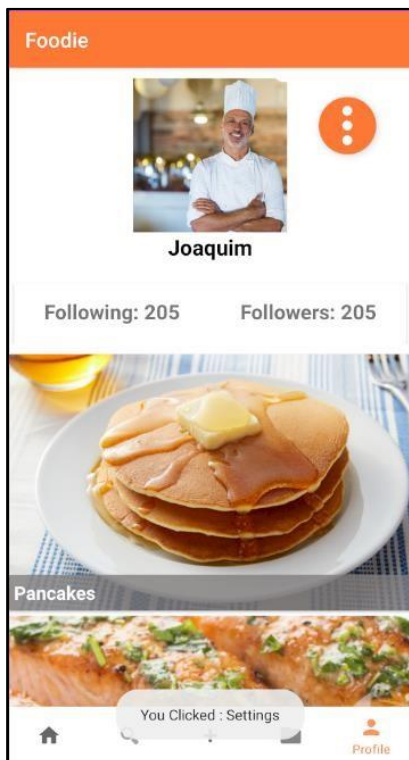 Foodie
Joaquim
Following: 205 Followers: 205
Pancakes
You Clicked : Settings
Profile